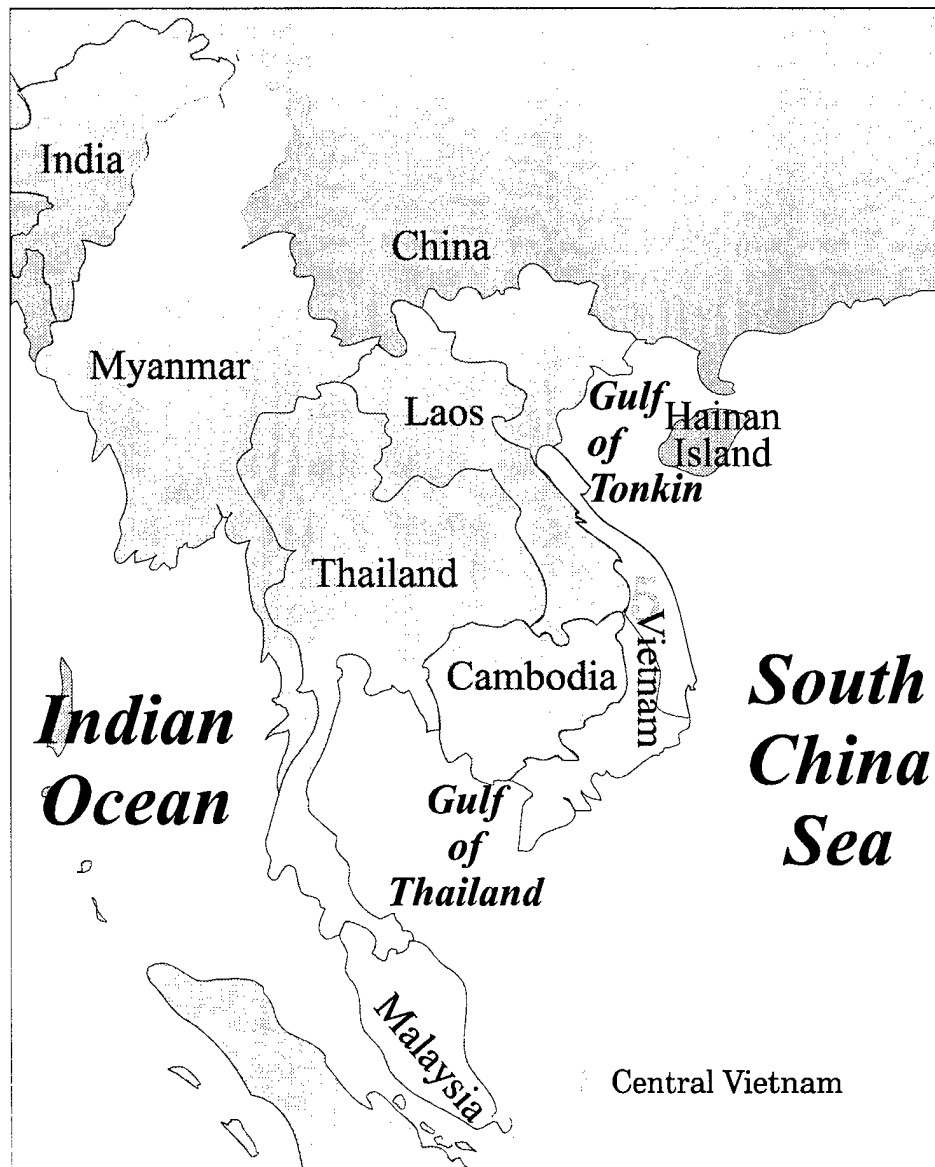 India
China
Myanmar
Laos
Gulf
of
Tonkin
Hainan
Island
Thailand
5
Vietnam
Cambodia
Indian
Ocean
South
China
Sea
Gulf
of
Thailand
Malaysia
Central Vietnam